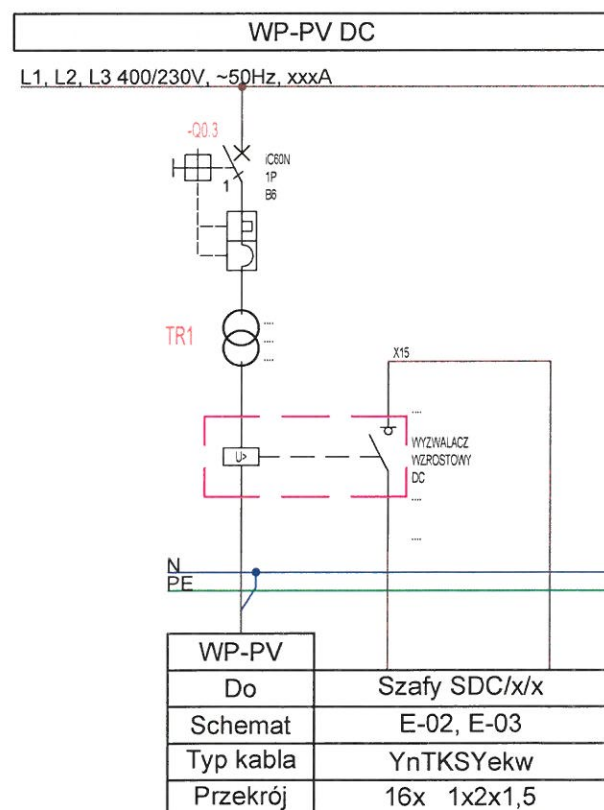 WP-PV DC
L1, L2, L3 400/230V, ~50Hz, xxxA
-Q0.3
iC60N
1P
B6
1
TR1
....
....
....
X15
....
U>
WYZWALACZ
WZROSTOWY
DC
....
....
N
PE
WP-PV
Do Szafy SDC/x/x
Schemat E-02, E-03
Typ kabla YnTKSYekw
Przekrój 16x 1x2x1,5